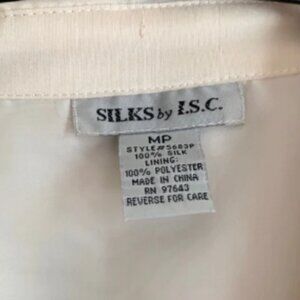 SILKS by I.S.C.
MP
STYLE#5683P
100% SILK
LINING:
100% POLYESTER
MADE IN CHINA
RN 97643
REVERSE FOR CARE